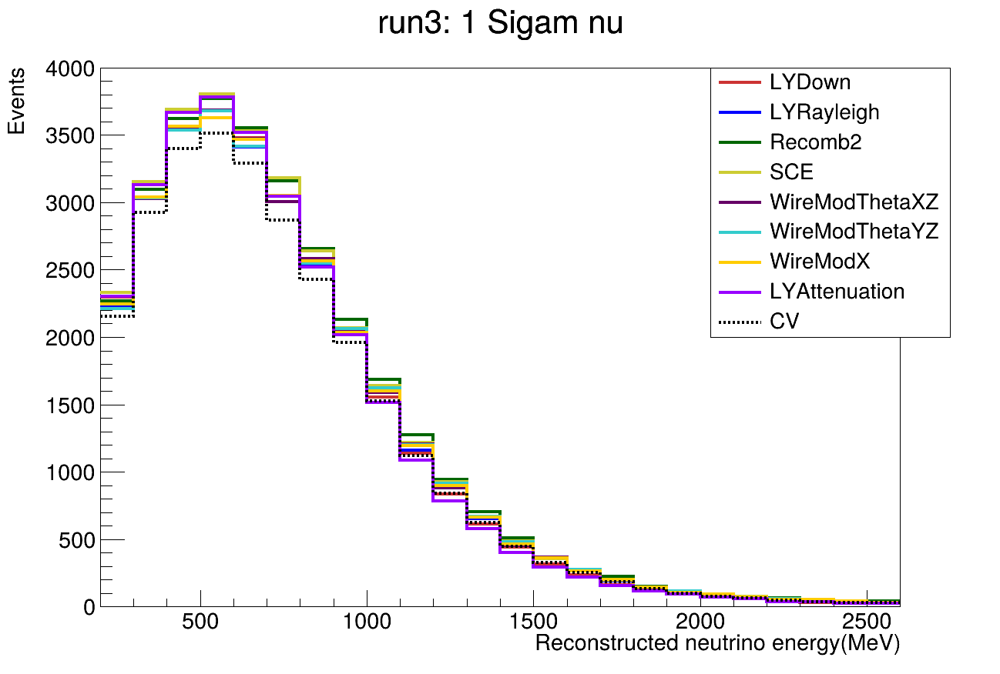 run3: 1 Sigam nu
Events
4000
3500
3000
2500
2000
1500
1000
500
0
500
1000
1500
2000
2500
Reconstructed neutrino energy(MeV)
LYDown
LYRayleigh
Recomb2
SCE
WireModThetaXZ
WireModThetaYZ
WireModX
LYAttenuation
CV